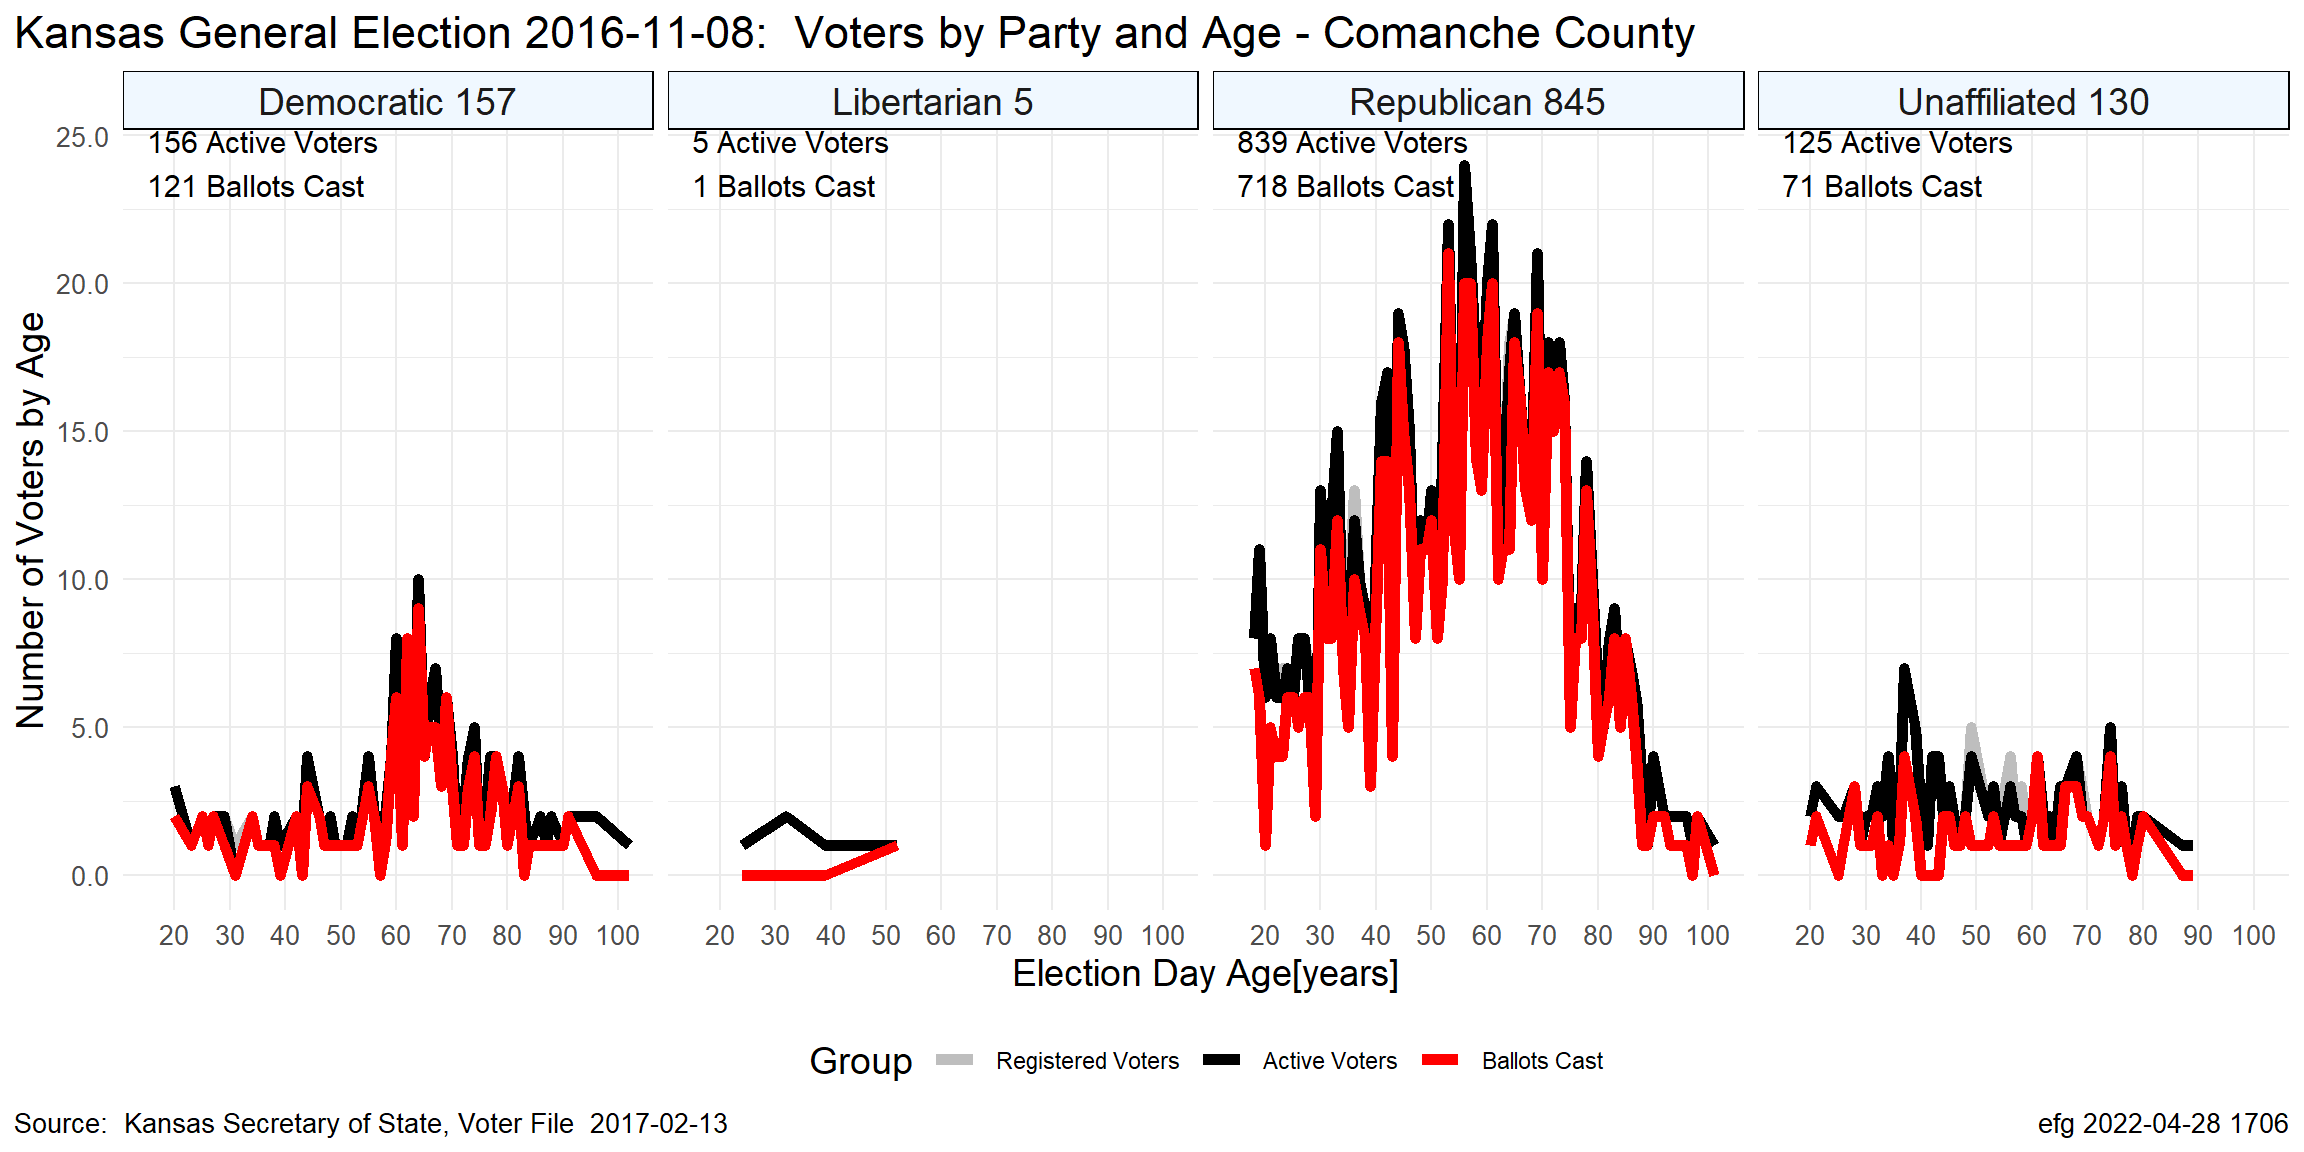 Kansas General Election 2016-11-08:  Voters by Party and Age - Comanche County
Democratic 157
Libertarian 5
Republican 845
Unaffiliated 130
156 Active Voters
121 Ballots Cast
5 Active Voters
1 Ballots Cast
839 Active Voters
718 Ballots Cast
125 Active Voters
71 Ballots Cast
Number of Voters by Age
25.0
20.0
15.0
10.0
5.0
0.0
20 30 40 50 60 70 80 90 100
20 30 40 50 60 70 80 90 100
20 30 40 50 60 70 80 90 100
20 30 40 50 60 70 80 90 100
Election Day Age[years]
Group Registered Voters Active Voters Ballots Cast
Source:  Kansas Secretary of State, Voter File  2017-02-13
efg 2022-04-28 1706